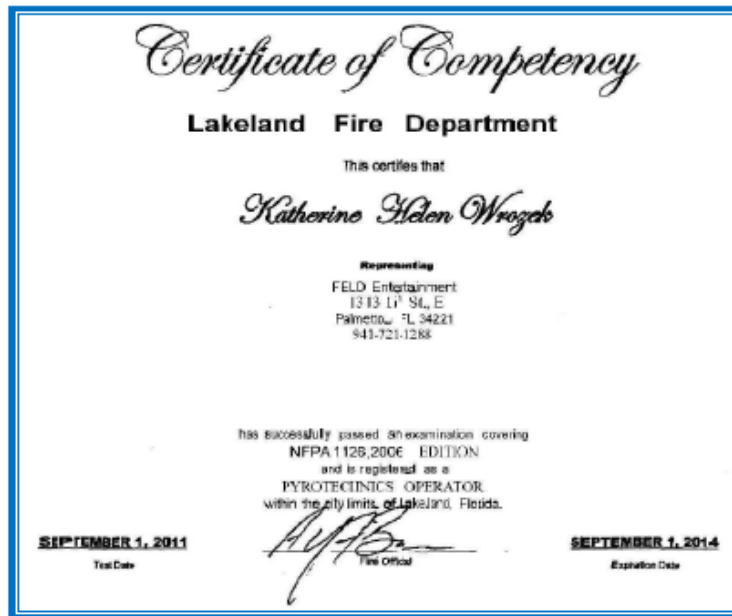 Certificate of Competency
Lakeland Fire Department
This certifes that
Katherine Helen Wrozek
Representing
FELD Entertainment
St., E
Palmetto, FL 34221
941-721-1288
has successfully passed an examination covering
NFPA 1126,2006 EDITION
and is registered as a
PYROTECHNICS OPERATOR
within the city limits, of Lakeland, Florida.
SEPTEMBER 1, 2011
SEPTEMBER 1, 2014
Test Date
Fire Official
Expiration Date